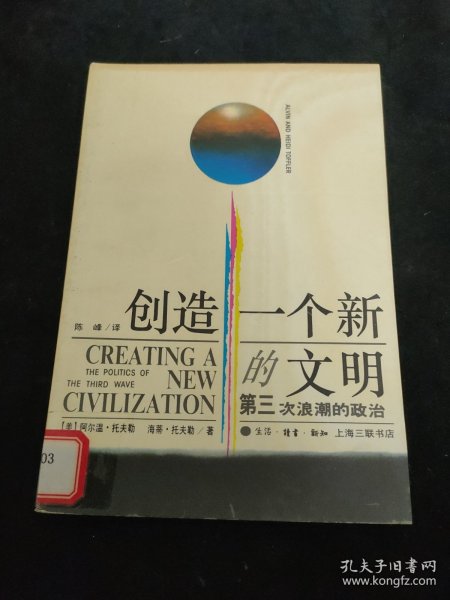 ALVIN AND HEIDI TOFFLER
陈 峰/译
创造一个新
的文明
CREATING A
THE POLITICS OF NEW
THE THIRD WAVE
CIVILIZATION
第三次浪潮的政治
[美]阿尔温·托夫勒 海蒂·托夫勒/著
生活·读书·新知 上海三联书店
03
孔夫子旧书网
www.kongfz.com